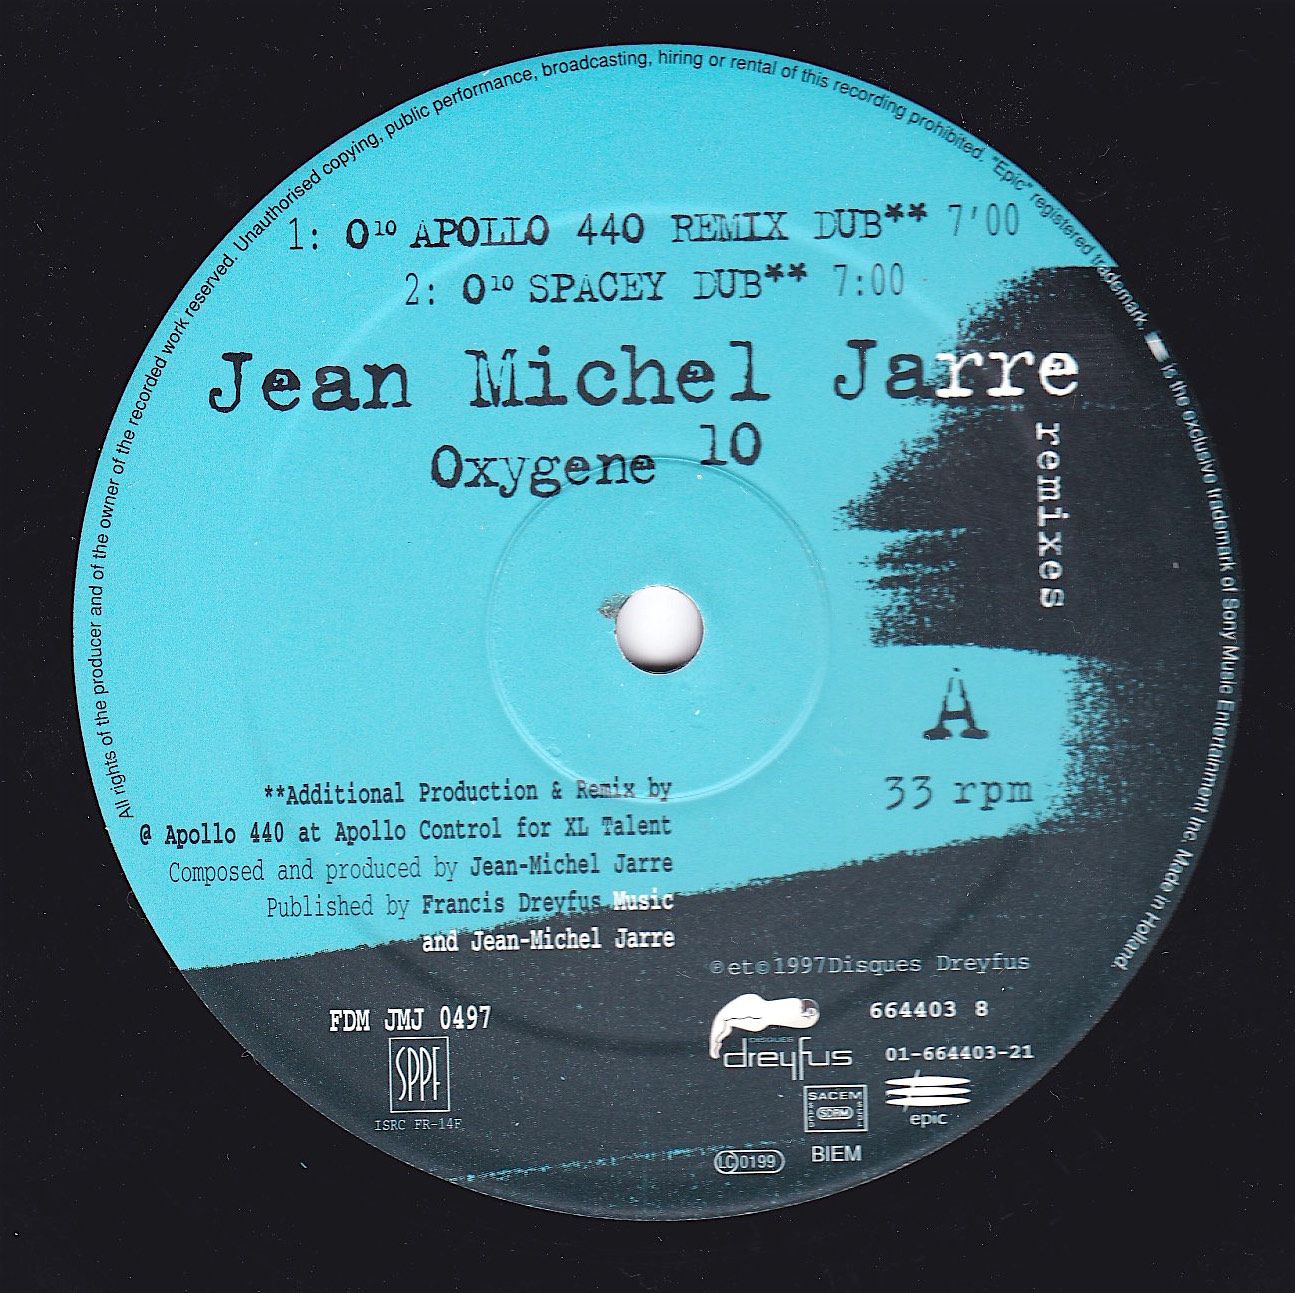 All rights of the producer and of the owner of the recorded work reserved. Unauthorised copying, public performance, broadcasting, hiring or rental of this recording prohibited. "Epic" registered trademark. is the exclusive trademark of Sony Music Entertainment Inc. Made in Holland.
1: O10 APOLLO 440 REMIX DUB** 7'00
2: O10 SPACEY DUB** 7:00
Jean Michel Jarre
Oxygene 10
remixes
A
33 rpm
**Additional Production & Remix by
@ Apollo 440 at Apollo Control for XL Talent
Composed and produced by Jean-Michel Jarre
Published by Francis Dreyfus Music
and Jean-Michel Jarre
℗et©1997Disques Dreyfus
FDM JMJ 0497
SPPF
ISRC FR-14F
DISQUES
dreyfus
664403 8
01-664403-21
epic
SACEM
SDRM
BIEM
LC 0199